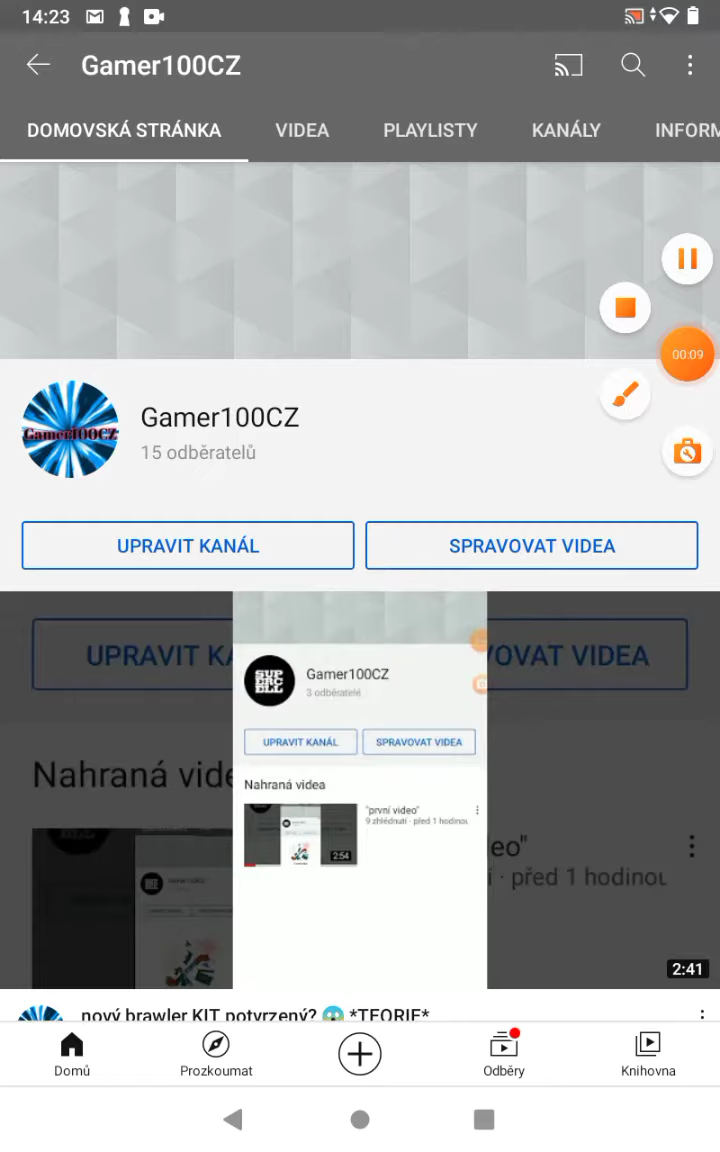 14:23
Gamer100CZ
DOMOVSKÁ STRÁNKA VIDEA PLAYLISTY KANÁLY INFORM
00:09
Gamer100CZ
Gamer100CZ
15 odběratelů
UPRAVIT KANÁL SPRAVOVAT VIDEA
UPRAVIT KA OVAT VIDEA
SUPERCELL
Gamer100CZ
3 odběratelé
UPRAVIT KANÁL SPRAVOVAT VIDEA
Nahraná vide
Nahraná videa
"první video"
9 zhlédnutí · před 1 hodinou
2:54
eo"
í · před 1 hodinou
2:41
nový brawler KIT potvrzený? 😱 *TEORIE*
Domů Prozkoumat Odběry Knihovna